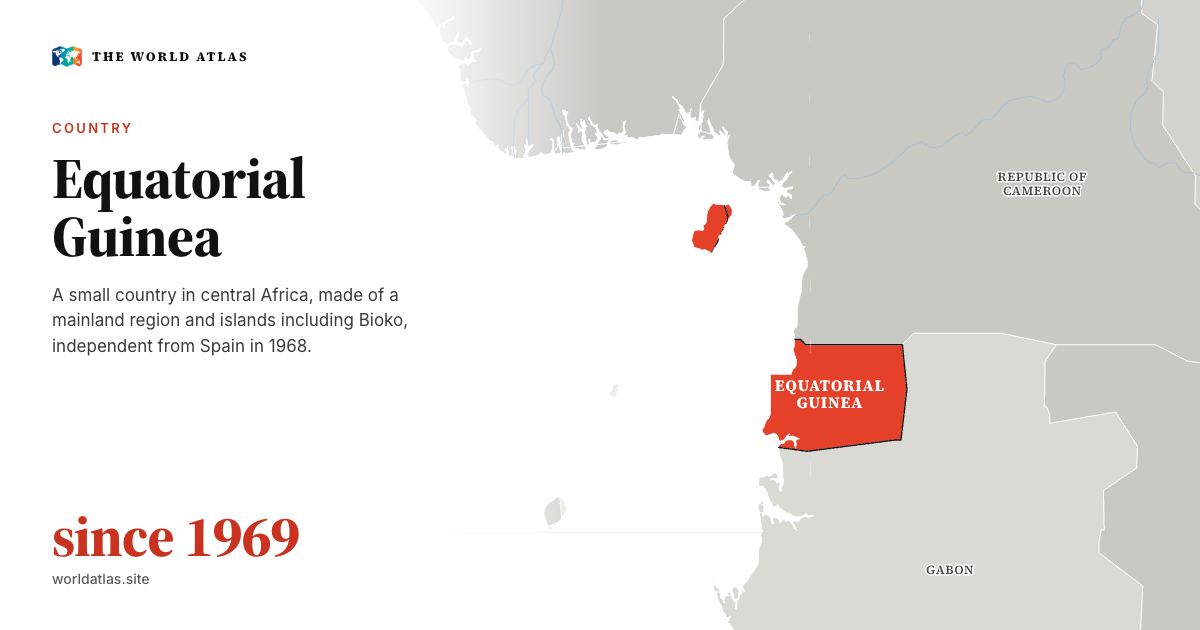 THE WORLD ATLAS
COUNTRY
Equatorial
Guinea
A small country in central Africa, made of a
mainland region and islands including Bioko,
independent from Spain in 1968.
since 1969
worldatlas.site
REPUBLIC OF
CAMEROON
EQUATORIAL
GUINEA
GABON